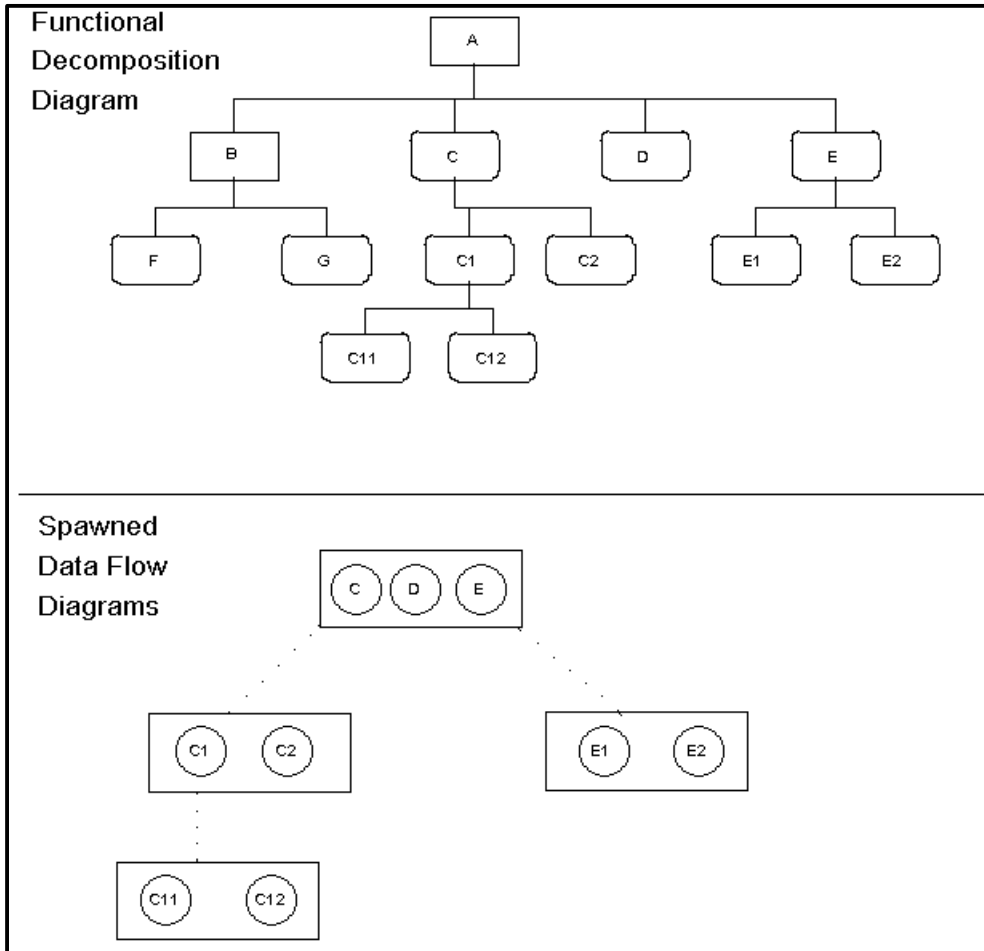 Functional
Decomposition
Diagram
A
B
C
D
E
F
G
C1
C2
E1
E2
C11
C12
Spawned
Data Flow
Diagrams
C
D
E
C1
C2
E1
E2
C11
C12